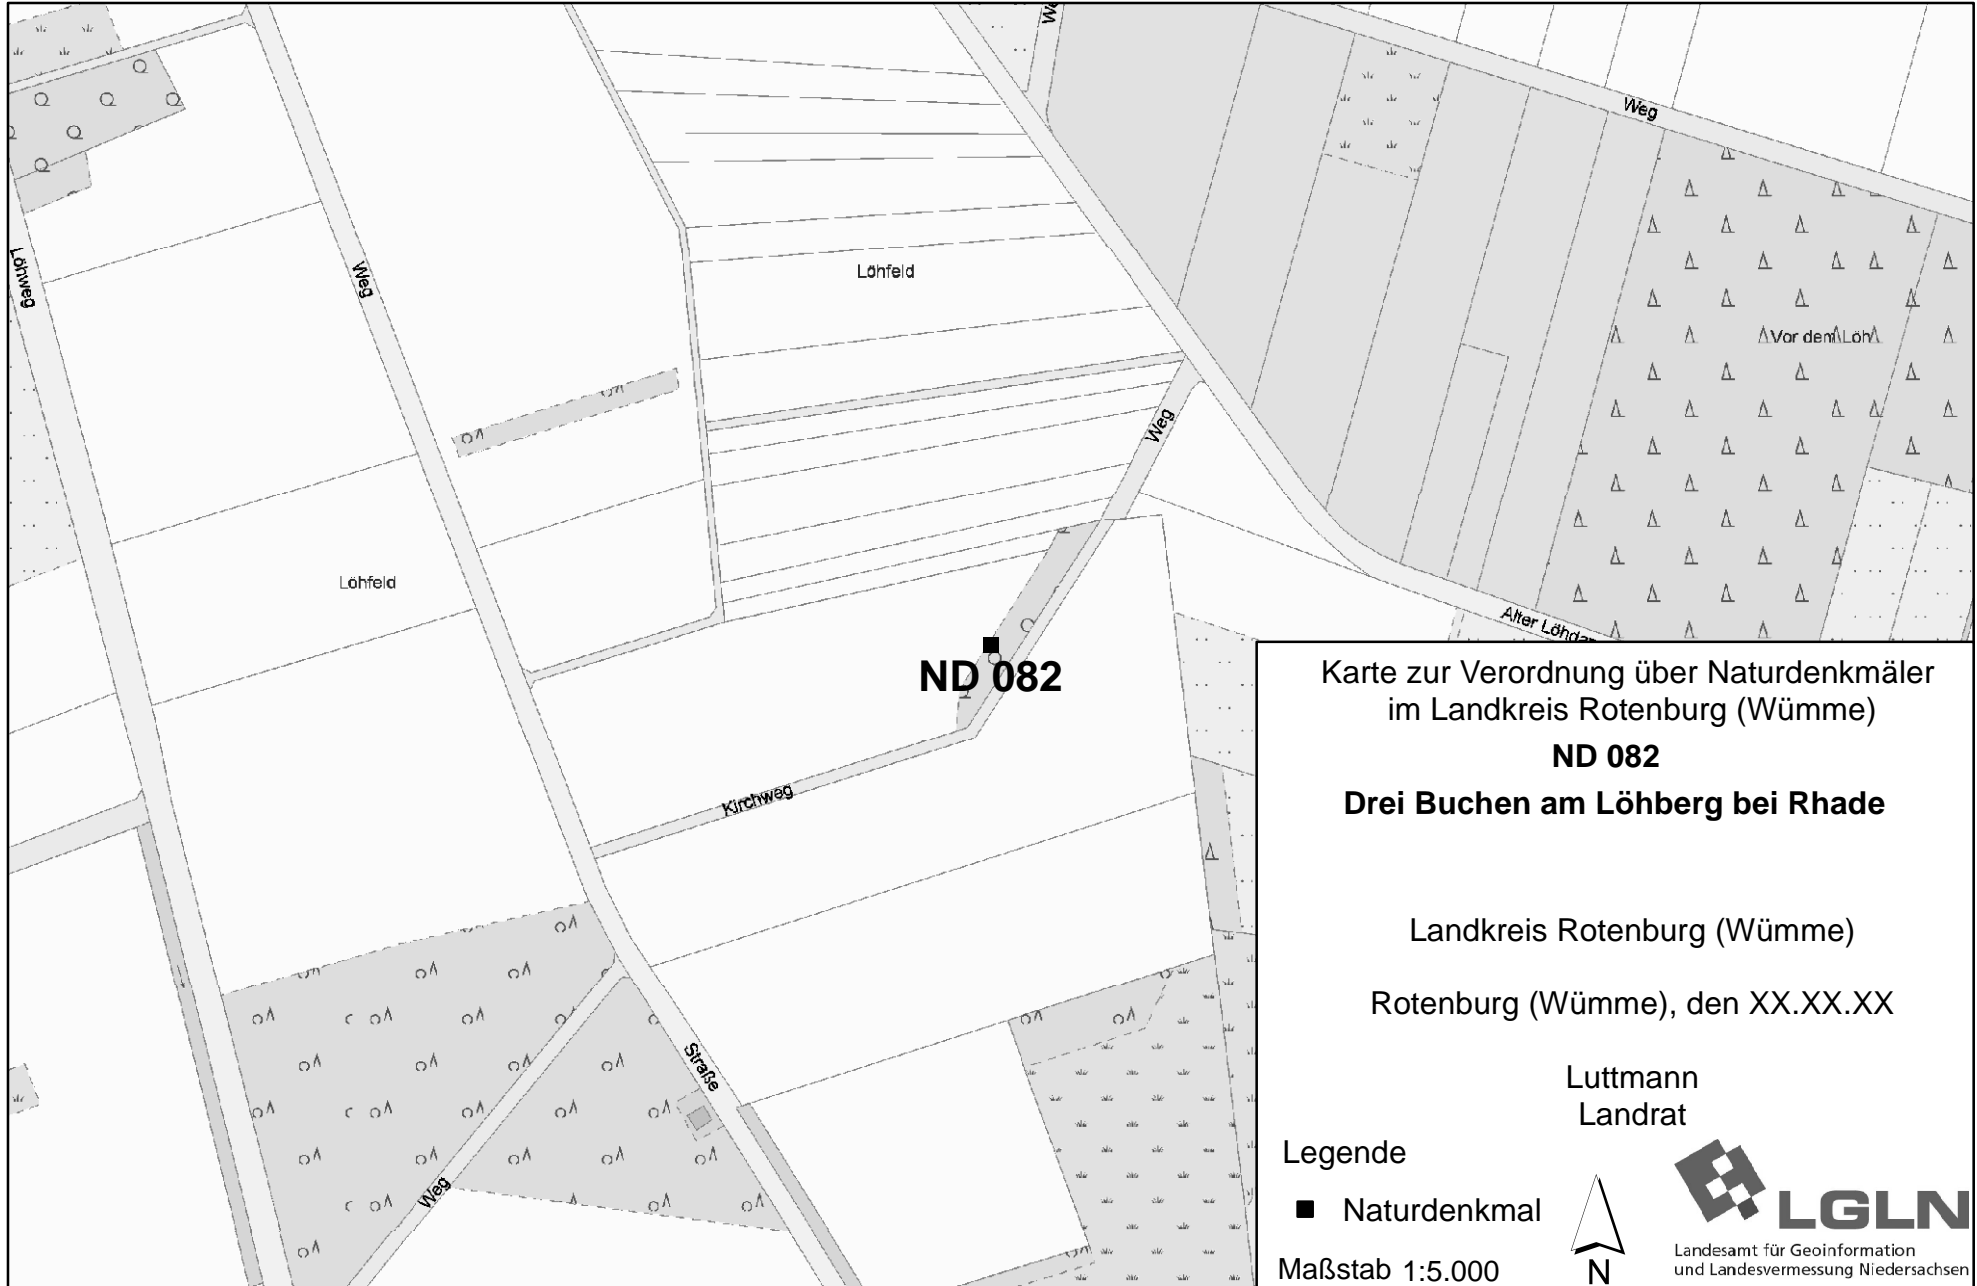 We
Weg
Löhweg
Weg
Löhfeld
Vor dem Löh
Weg
Löhfeld
Alter Löhda
ND 082
Kirchweg
Straße
Weg
Karte zur Verordnung über Naturdenkmäler
im Landkreis Rotenburg (Wümme)
ND 082
Drei Buchen am Löhberg bei Rhade
Landkreis Rotenburg (Wümme)
Rotenburg (Wümme), den XX.XX.XX
Luttmann
Landrat
Legende
Naturdenkmal
Maßstab 1:5.000
N
LGLN
Landesamt für Geoinformation
und Landesvermessung Niedersachsen